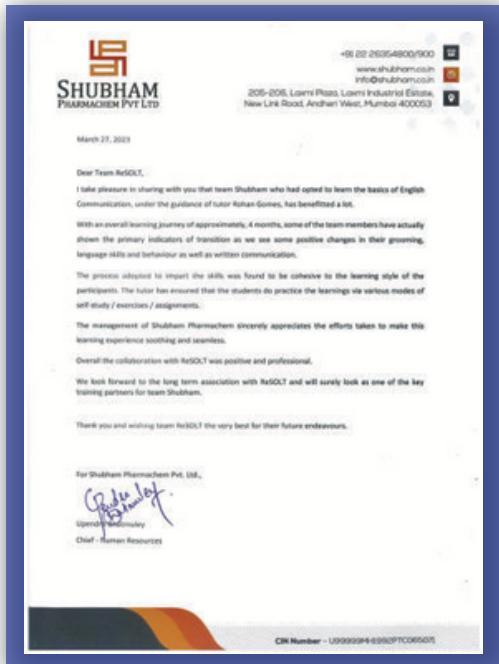 SHUBHAM
PHARMACHEM PVT LTD
+91 22 26354800/900
www.shubham.co.in
info@shubham.co.in
205-206, Laxmi Plaza, Laxmi Industrial Estate,
New Link Road, Andheri West, Mumbai 400053
March 27, 2023
Dear Team ReSOLT,
I take pleasure in sharing with you that team Shubham who had opted to learn the basics of English
Communication, under the guidance of tutor Rohan Gomes, has benefitted a lot.
With an overall learning journey of approximately, 4 months, some of the team members have actually
shown the primary indicators of transition as we see some positive changes in their grooming,
language skills and behaviour as well as written communication.
The process adopted to impart the skills was found to be cohesive to the learning style of the
participants. The tutor has ensured that the students do practice the learnings via various modes of
self-study / exercises / assignments.
The management of Shubham Pharmachem sincerely appreciates the efforts taken to make this
learning experience soothing and seamless.
Overall the collaboration with ReSOLT was positive and professional.
We look forward to the long term association with ReSOLT and will surely look as one of the key
training partners for team Shubham.
Thank you and wishing team ReSOLT the very best for their future endeavours.
For Shubham Pharmachem Pvt. Ltd.,
Chief - Human Resources
CIN Number -